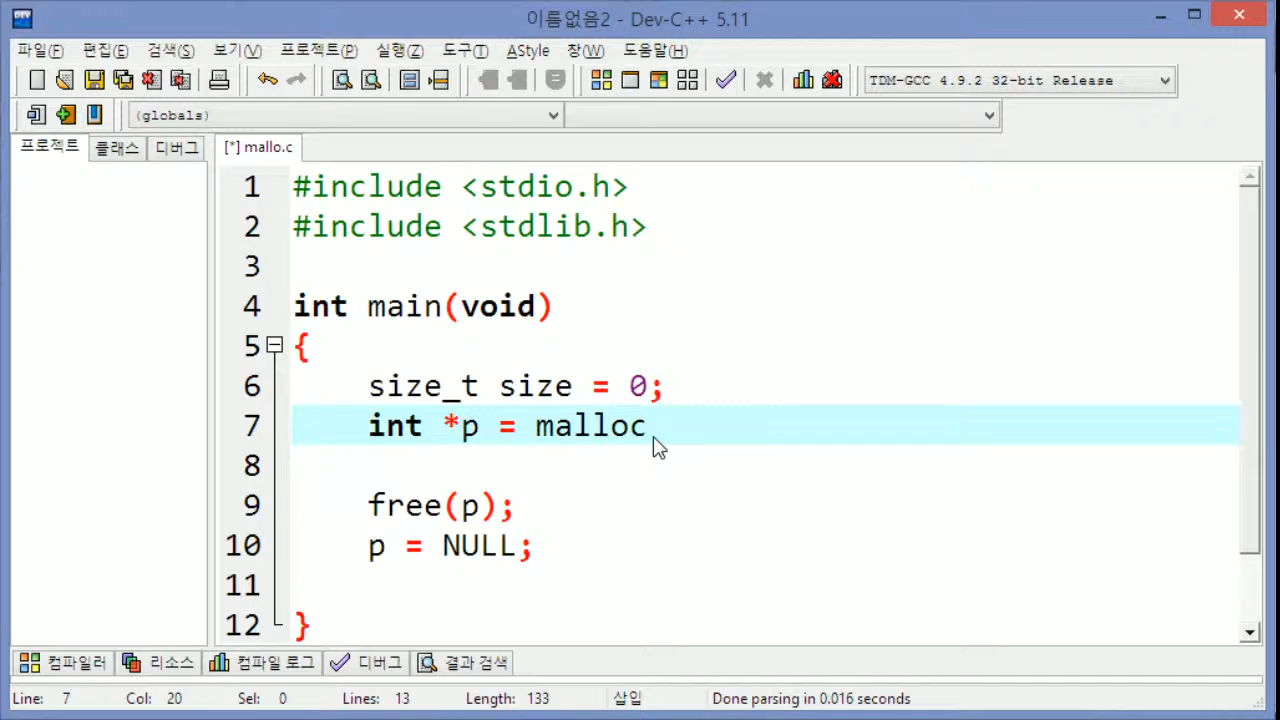 이름없음2 - Dev-C++ 5.11
파일(F) 편집(E) 검색(S) 보기(V) 프로젝트(P) 실행(Z) 도구(T) AStyle 창(W) 도움말(H)
TDM-GCC 4.9.2 32-bit Release
(globals)
프로젝트 클래스 디버그 [*] mallo.c
1 #include <stdio.h>
2 #include <stdlib.h>
3
4 int main(void)
5 {
6 size_t size = 0;
7 int *p = malloc
8
9 free(p);
10 p = NULL;
11
12 }
컴파일러 리소스 컴파일 로그 디버그 결과 검색
Line: 7 Col: 20 Sel: 0 Lines: 13 Length: 133 삽입 Done parsing in 0.016 seconds